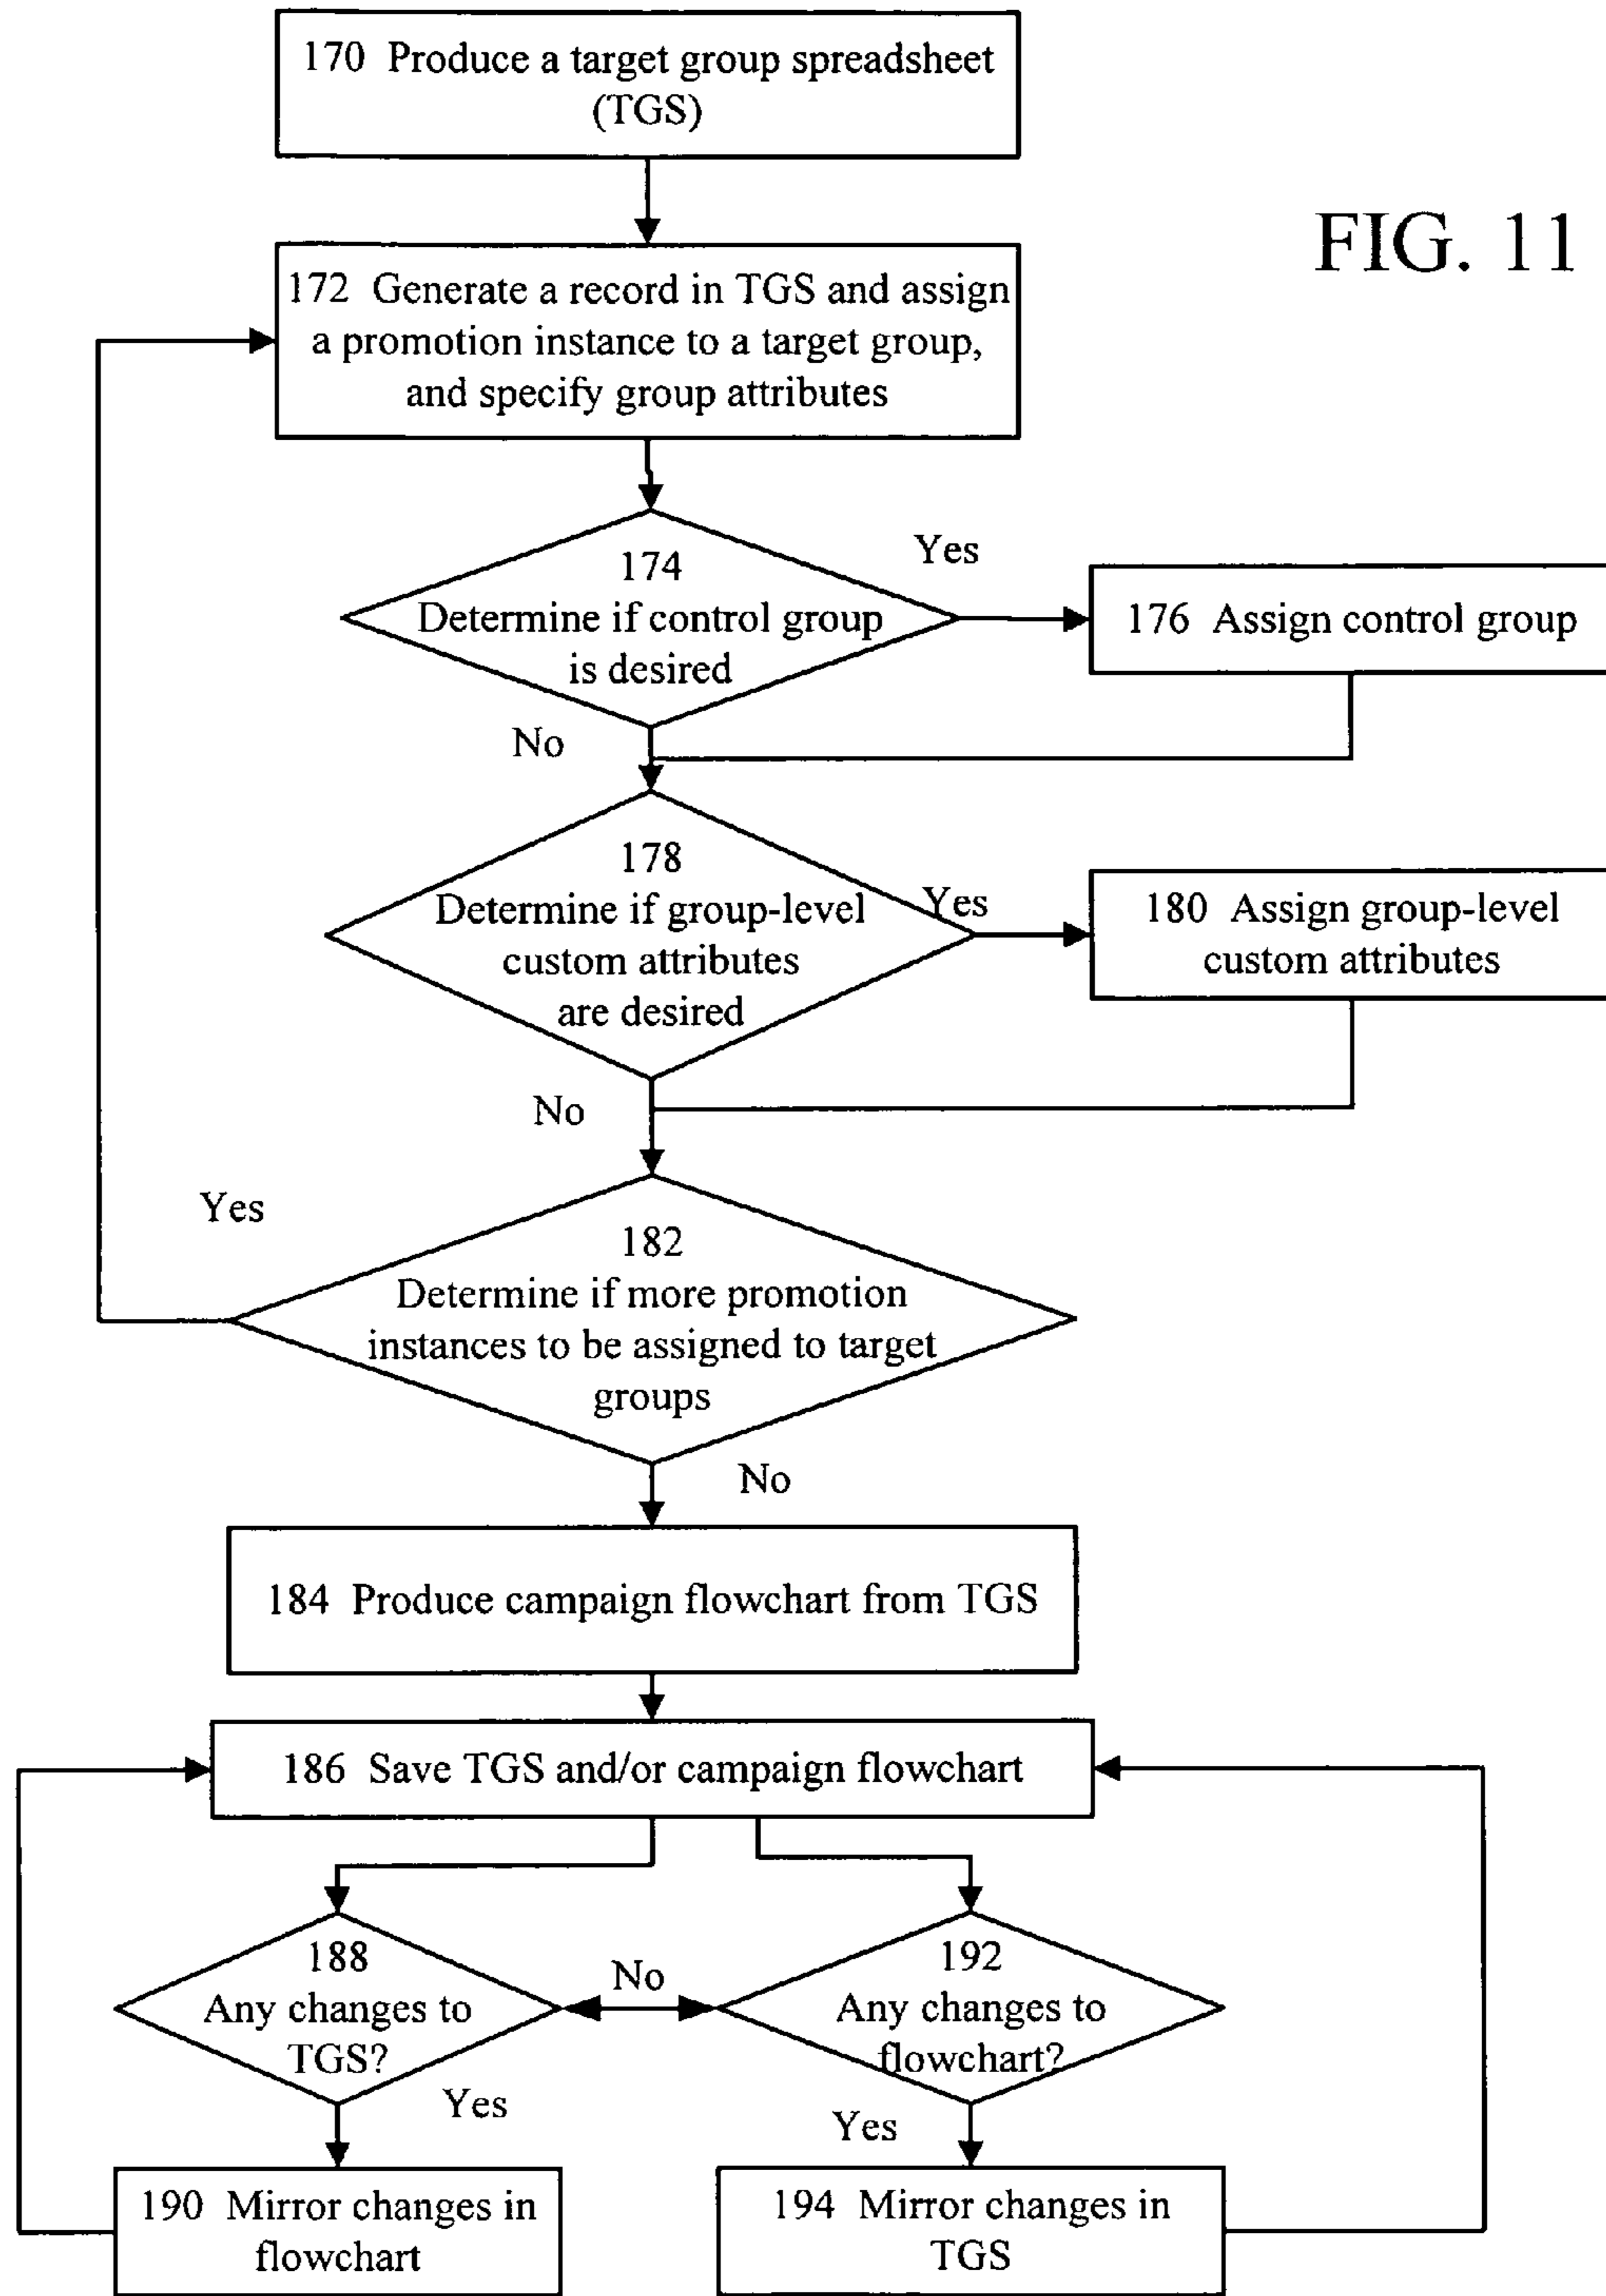 170 Produce a target group spreadsheet
(TGS)
FIG. 11
172 Generate a record in TGS and assign
a promotion instance to a target group,
and specify group attributes
174
Determine if control group
is desired
Yes
176 Assign control group
No
178
Determine if group-level
custom attributes
are desired
Yes
180 Assign group-level
custom attributes
No
Yes
182
Determine if more promotion
instances to be assigned to target
groups
No
184 Produce campaign flowchart from TGS
186 Save TGS and/or campaign flowchart
188
Any changes to
TGS?
No
192
Any changes to
flowchart?
Yes
Yes
190 Mirror changes in
flowchart
194 Mirror changes in
TGS